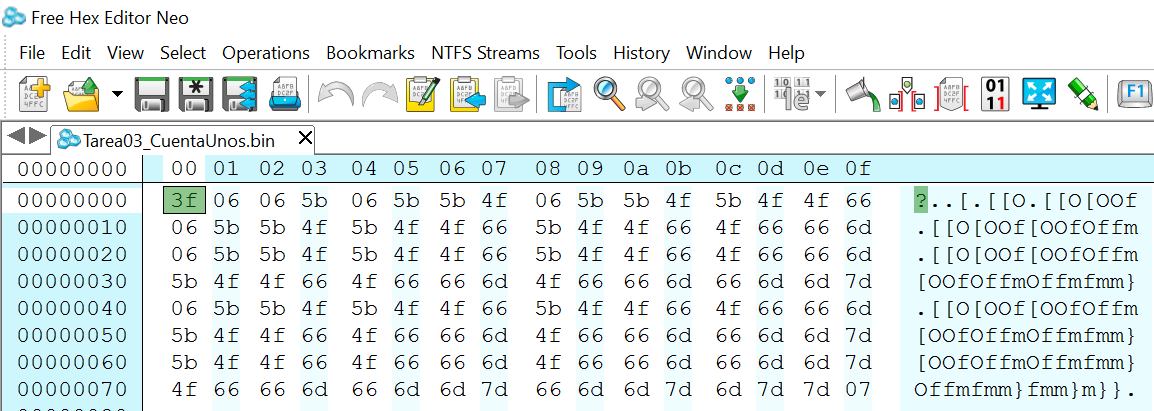 Free Hex Editor Neo
File Edit View Select Operations Bookmarks NTFS Streams Tools History Window Help
Tarea03_CuentaUnos.bin
00000000 00 01 02 03 04 05 06 07 08 09 0a 0b 0c 0d 0e 0f
00000000 3f 06 06 5b 06 5b 5b 4f 06 5b 5b 4f 5b 4f 4f 66 ?..[.[[O.[[O[OOf
00000010 06 5b 5b 4f 5b 4f 4f 66 5b 4f 4f 66 4f 66 66 6d .[[O[OOf[OOfOffm
00000020 06 5b 5b 4f 5b 4f 4f 66 5b 4f 4f 66 4f 66 66 6d .[[O[OOf[OOfOffm
00000030 5b 4f 4f 66 4f 66 66 6d 4f 66 66 6d 66 6d 6d 7d [OOfOffmOffmfmm}
00000040 06 5b 5b 4f 5b 4f 4f 66 5b 4f 4f 66 4f 66 66 6d .[[O[OOf[OOfOffm
00000050 5b 4f 4f 66 4f 66 66 6d 4f 66 66 6d 66 6d 6d 7d [OOfOffmOffmfmm}
00000060 5b 4f 4f 66 4f 66 66 6d 4f 66 66 6d 66 6d 6d 7d [OOfOffmOffmfmm}
00000070 4f 66 66 6d 66 6d 6d 7d 66 6d 6d 7d 6d 7d 7d 07 Offmfmm}fmm}m}}.